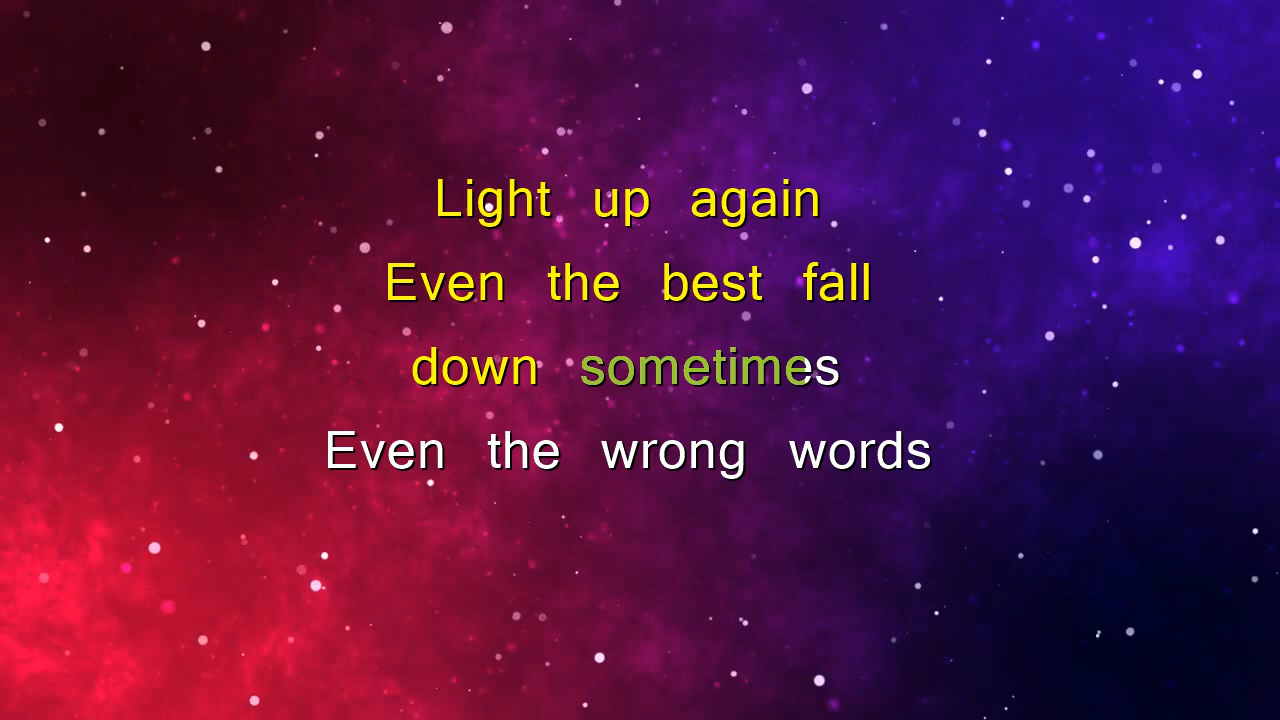 Light up again
Even the best fall
down sometimes
Even the wrong words